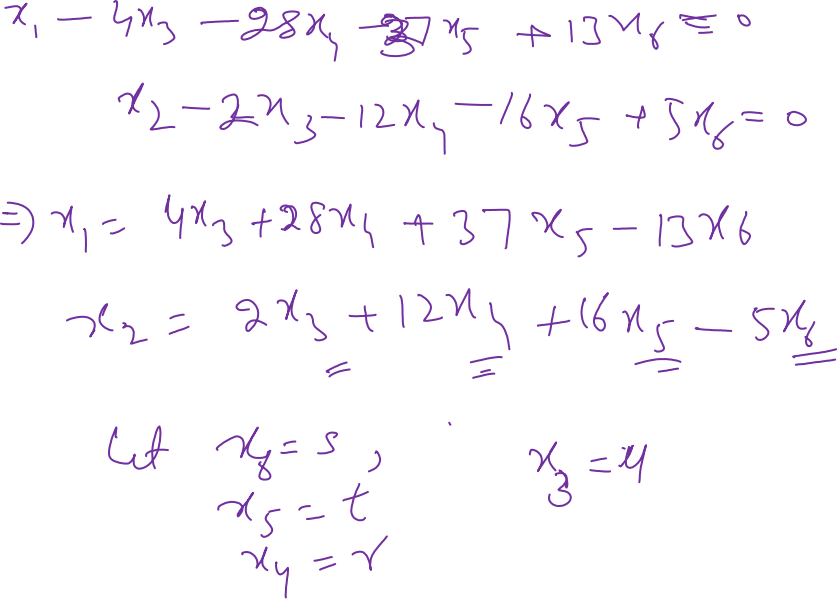 x₁ - 4x₃ - 28x₄ - 37x₅ + 13x₆ = 0
x₂ - 2x₃ - 12x₄ - 16x₅ + 5x₆ = 0
⇒ x₁ = 4x₃ + 28x₄ + 37x₅ - 13x₆
x₂ = 2x₃ + 12x₄ + 16x₅ - 5x₆
Let x₆ = s, x₃ = u
x₅ = t
x₄ = r